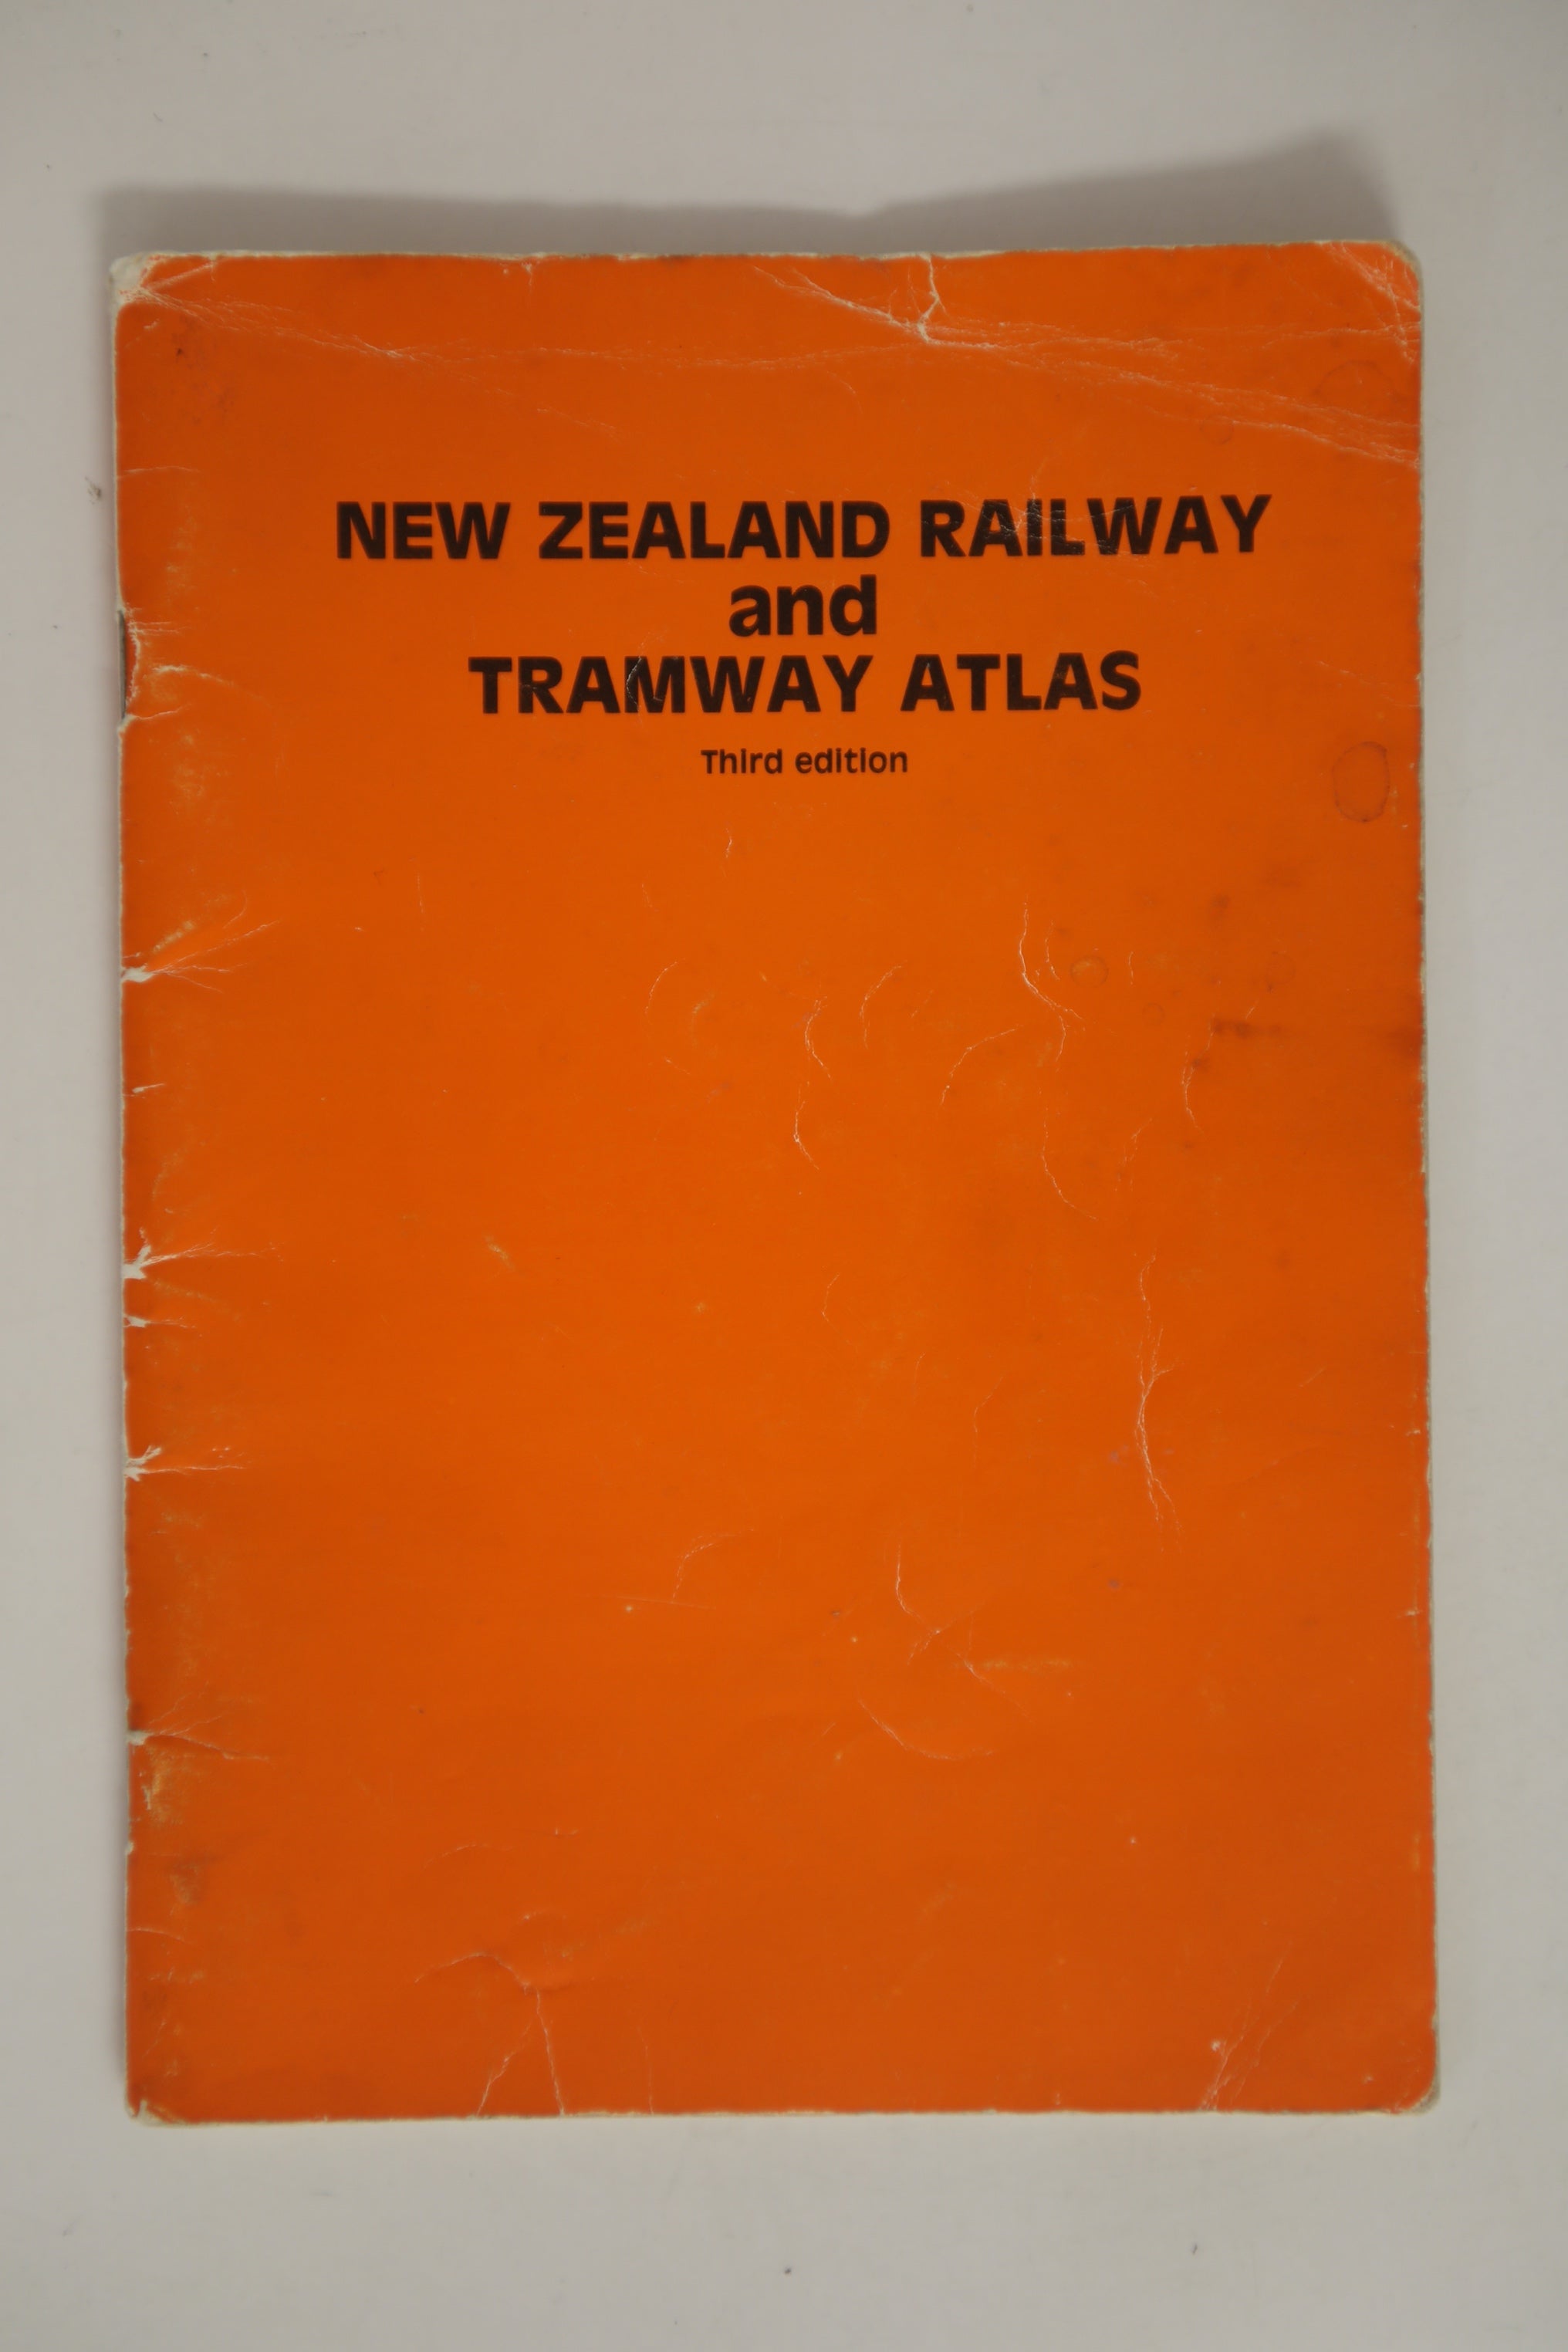 NEW ZEALAND RAILWAY
and
TRAMWAY ATLAS
Third edition